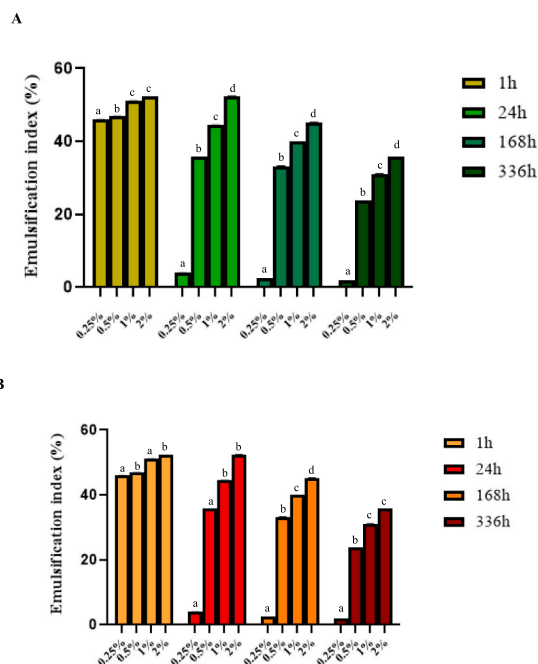 A
Emulsification index (%)
60
40
20
0
a b c c
a b c d
a b c d
a b c d
0.25% 0.5% 1% 2% 0.25% 0.5% 1% 2% 0.25% 0.5% 1% 2% 0.25% 0.5% 1% 2%
1h
24h
168h
336h
B
Emulsification index (%)
60
40
20
0
a b a b
a a b b
a b c d
a b c c
0.25% 0.5% 1% 2% 0.25% 0.5% 1% 2% 0.25% 0.5% 1% 2% 0.25% 0.5% 1% 2%
1h
24h
168h
336h